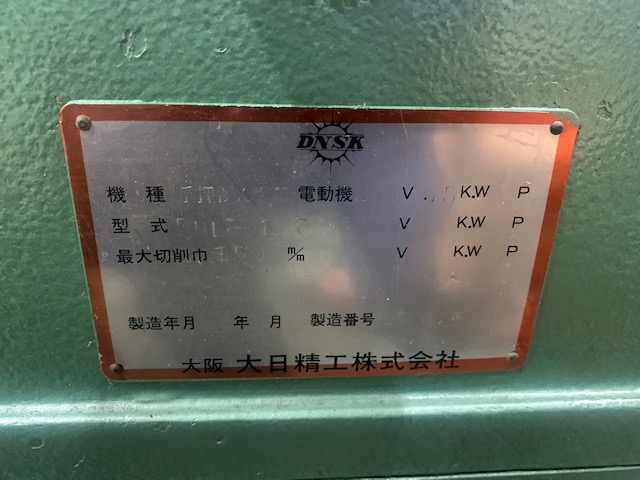 DNSK
機種 電動機 V K.W P
型式 V K.W P
最大切削巾 m/m V K.W P
製造年月 年 月 製造番号
大阪 大日精工株式会社